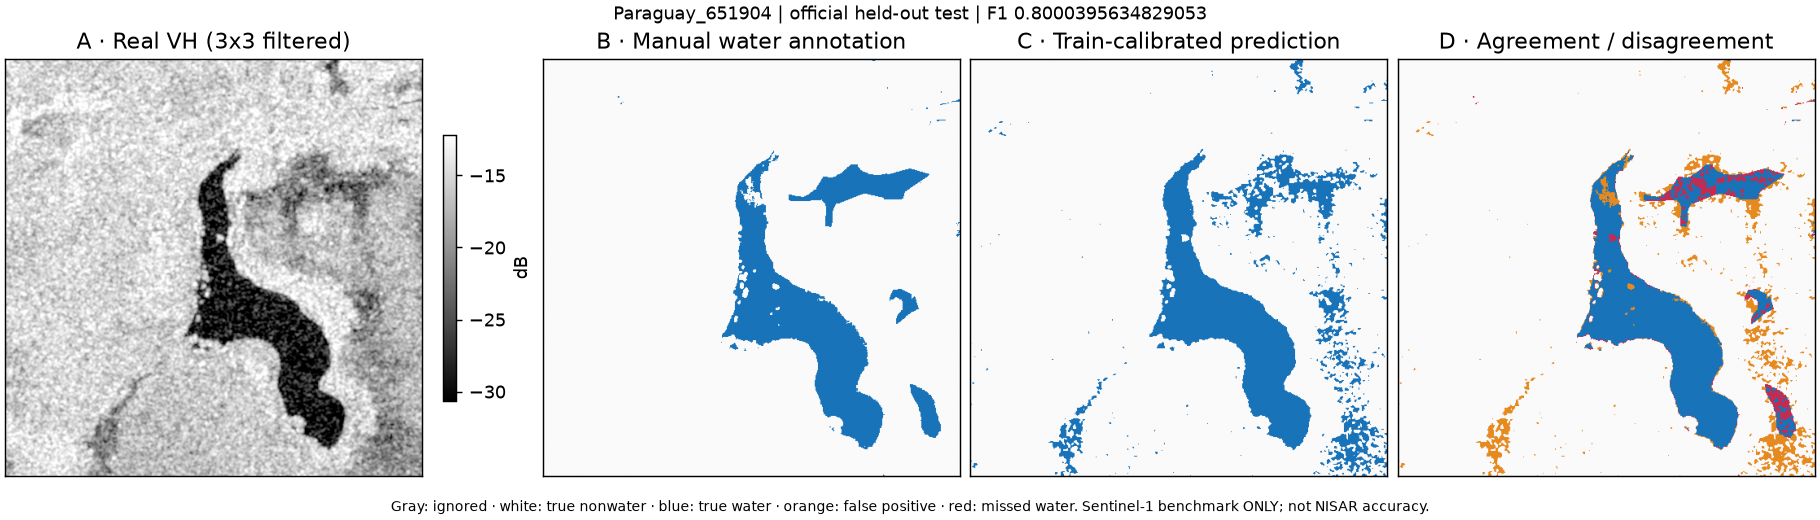 Paraguay_651904 | official held-out test | F1 0.8000395634829053
A · Real VH (3x3 filtered)
B · Manual water annotation
C · Train-calibrated prediction
D · Agreement / disagreement
−15
−20
−25
−30
dB
Gray: ignored · white: true nonwater · blue: true water · orange: false positive · red: missed water. Sentinel-1 benchmark ONLY; not NISAR accuracy.